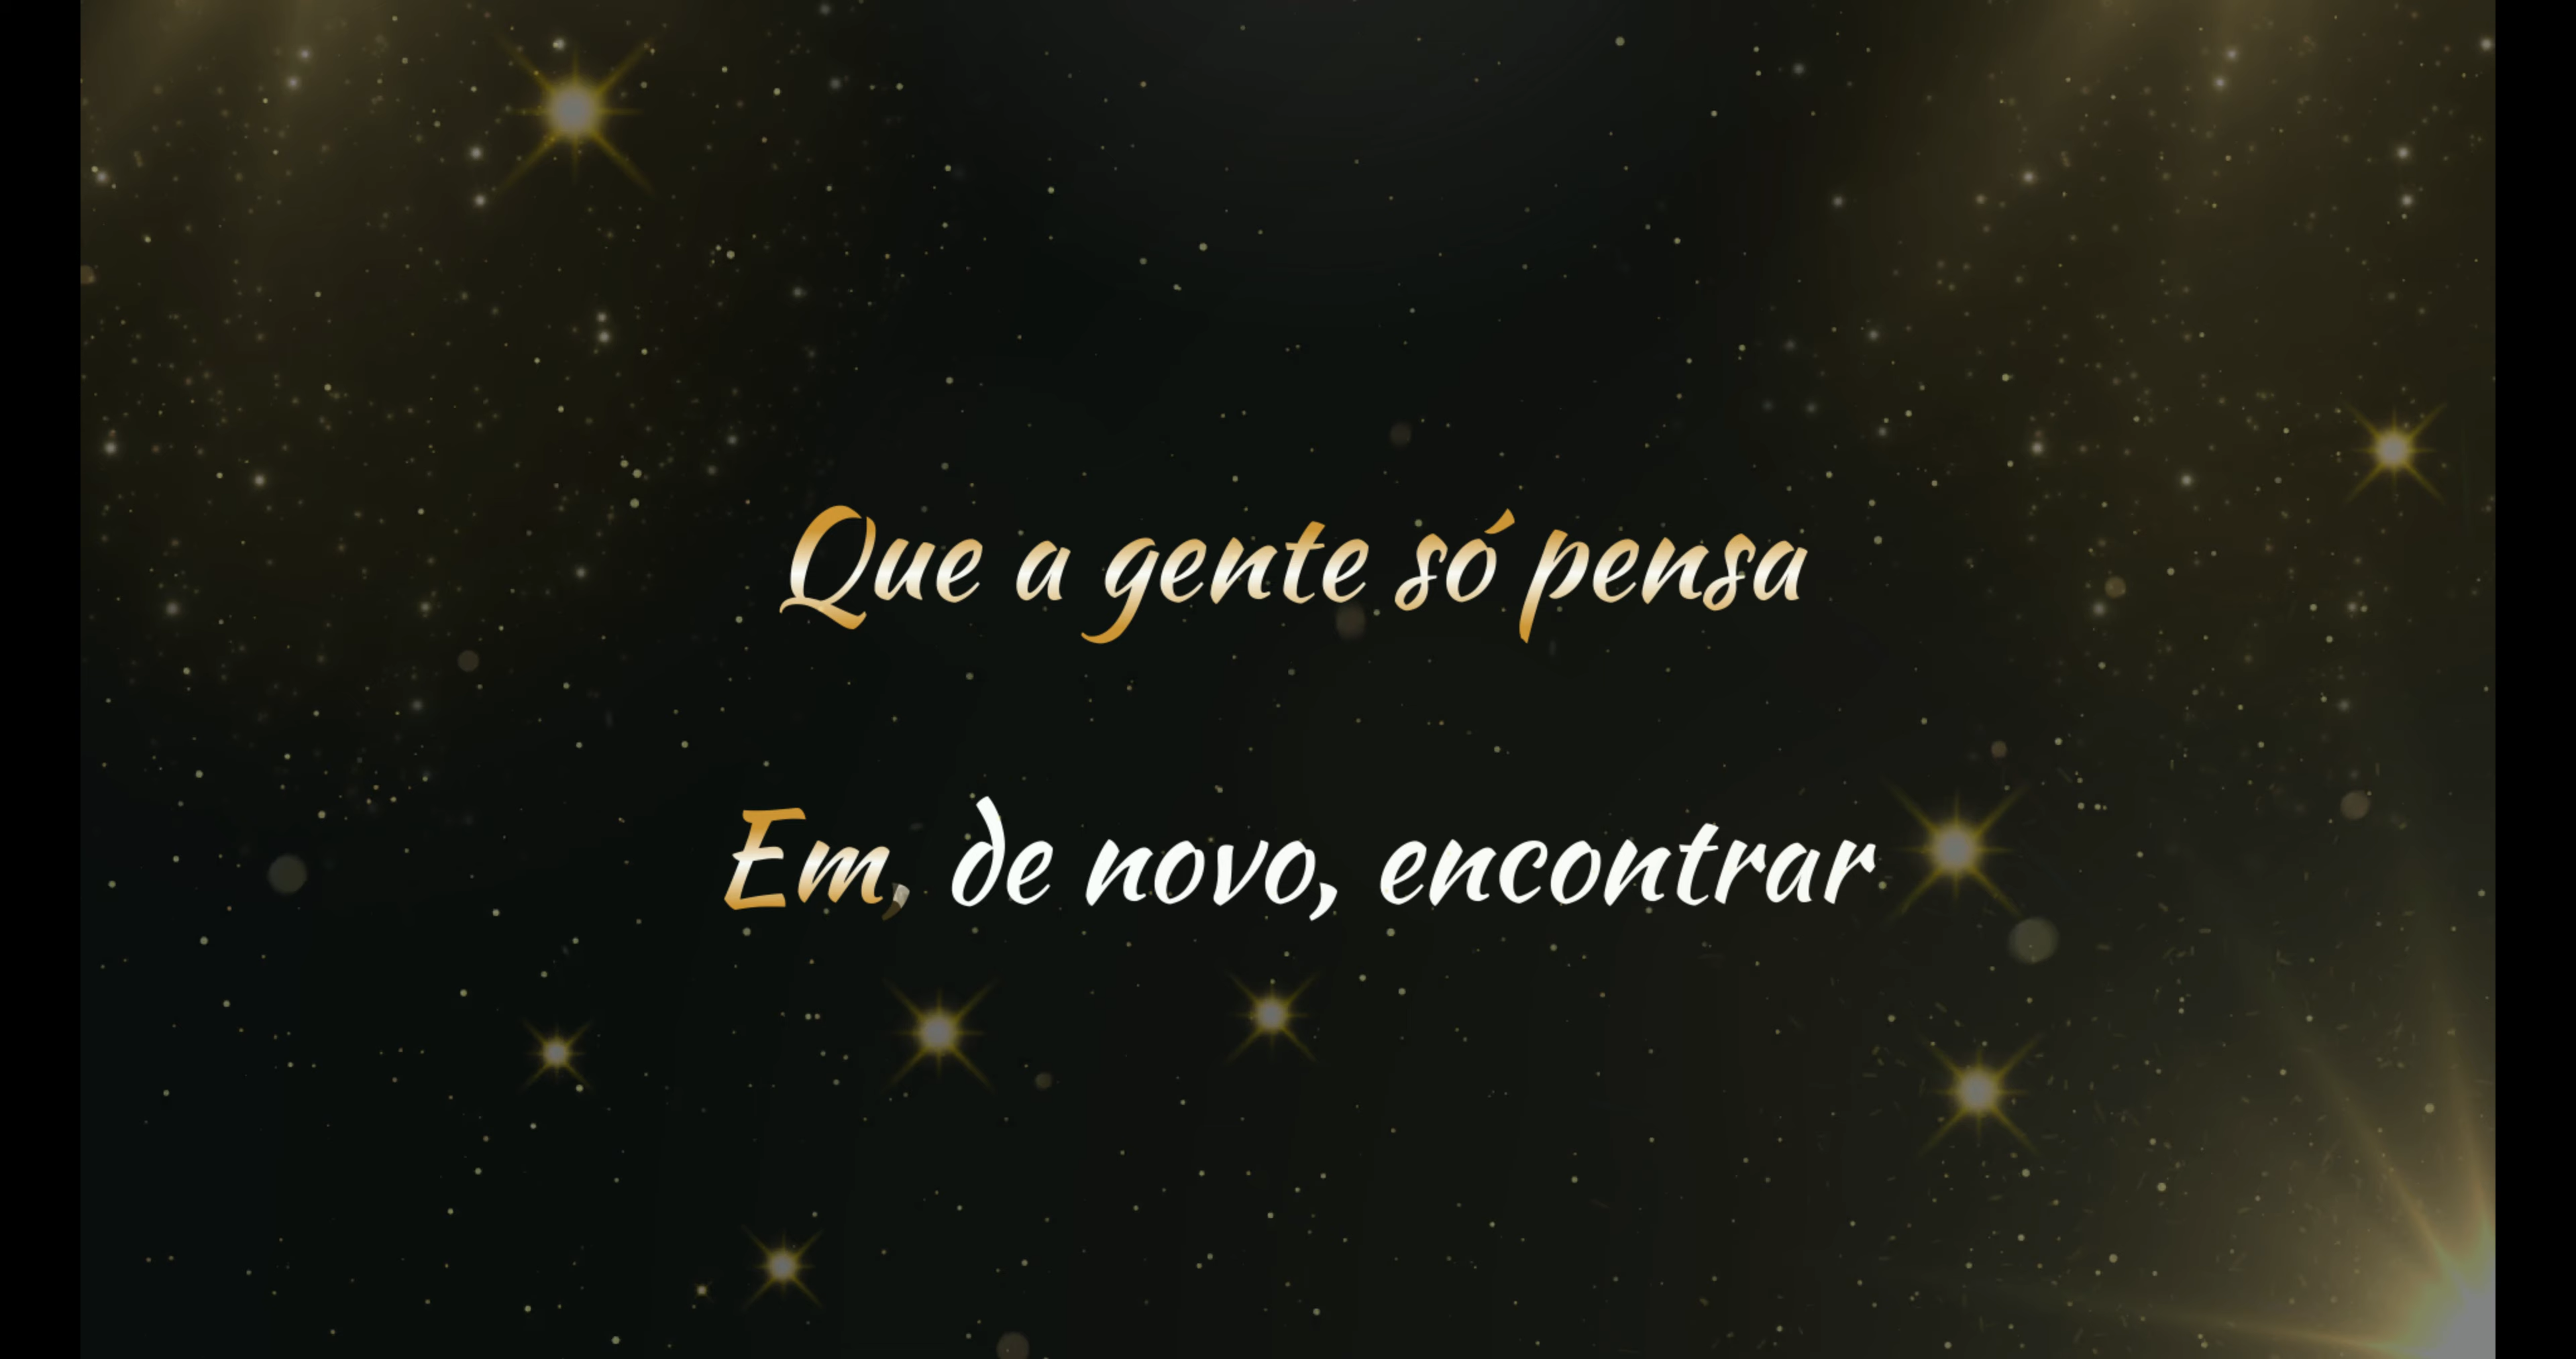 Que a gente só pensa
Em, de novo, encontrar